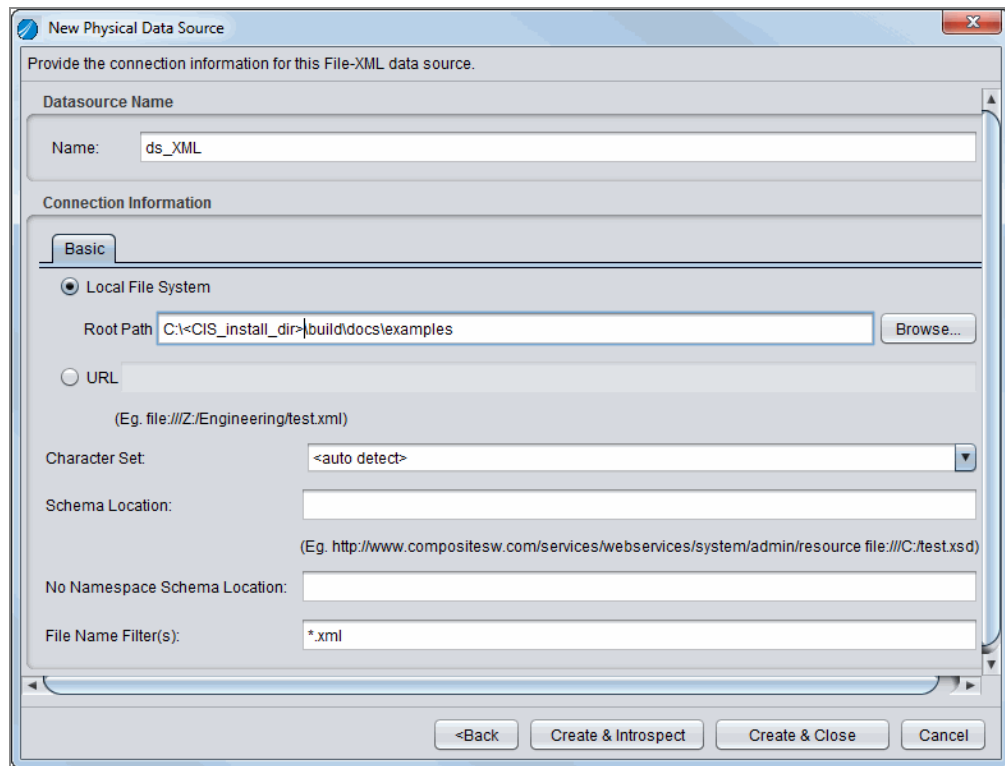 New Physical Data Source
Provide the connection information for this File-XML data source.
Datasource Name
Name: ds_XML
Connection Information
Basic
Local File System
Root Path C:\<CIS_install_dir>\build\docs\examples Browse...
URL
(Eg. file:///Z:/Engineering/test.xml)
Character Set: <auto detect>
Schema Location:
(Eg. http://www.compositesw.com/services/webservices/system/admin/resource file:///C:/test.xsd)
No Namespace Schema Location:
File Name Filter(s): *.xml
<Back Create & Introspect Create & Close Cancel